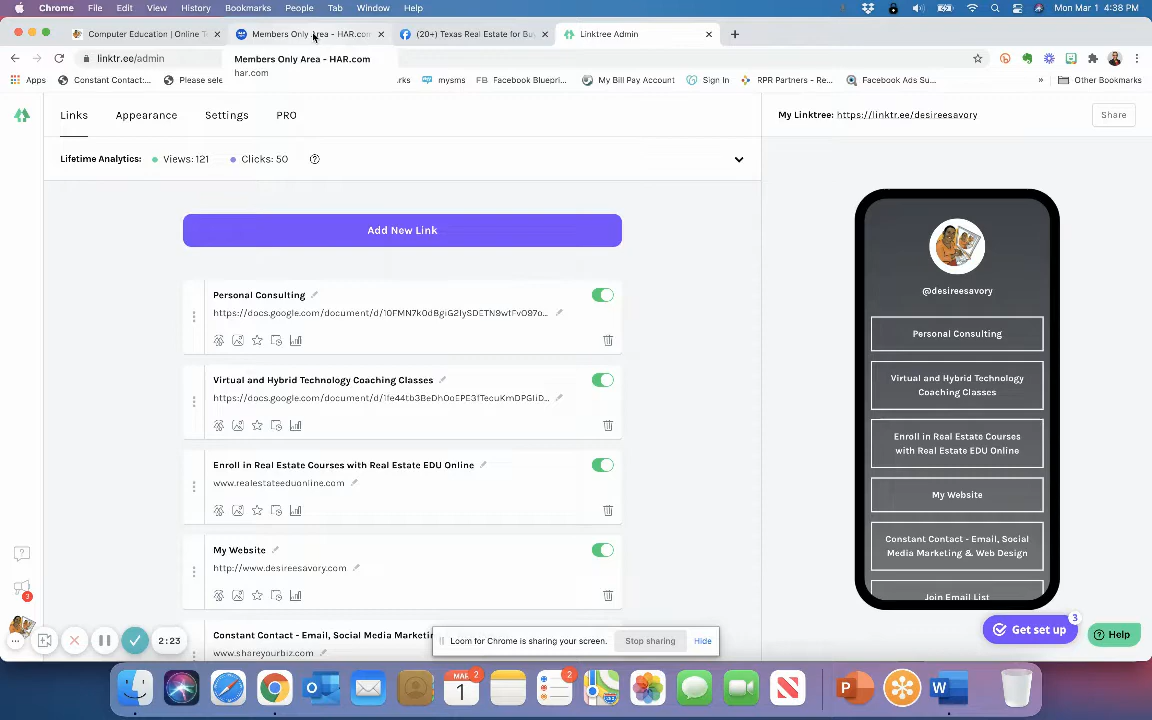 Chrome File Edit View History Bookmarks People Tab Window Help Mon Mar 1 4:38 PM
Computer Education | Online T Members Only Area - HAR.com (20+) Texas Real Estate for Bu Linktree Admin
linktr.ee/admin
Members Only Area - HAR.com
har.com
Apps Constant Contact:... Please sele rks mysms FB Facebook Bluepri... My Bill Pay Account Sign In RPR Partners - Re... Facebook Ads Su... » Other Bookmarks
Links Appearance Settings PRO
My Linktree: https://linktr.ee/desireesavory Share
Lifetime Analytics: Views: 121 Clicks: 50
Add New Link
Personal Consulting
Virtual and Hybrid Technology Coaching Classes
Enroll in Real Estate Courses with Real Estate EDU Online
www.realestateeduonline.com
My Website
http://www.desireesavory.com
Constant Contact - Email, Social Media Marketi
www.shareyourbiz.com
@desireesavory
Personal Consulting
Virtual and Hybrid Technology
Coaching Classes
Enroll in Real Estate Courses
with Real Estate EDU Online
My Website
Constant Contact - Email, Social
Media Marketing & Web Design
Join Email List
3
Get set up
Help
3
2:23
Loom for Chrome is sharing your screen. Stop sharing Hide
MAR 2
1
2
P
W